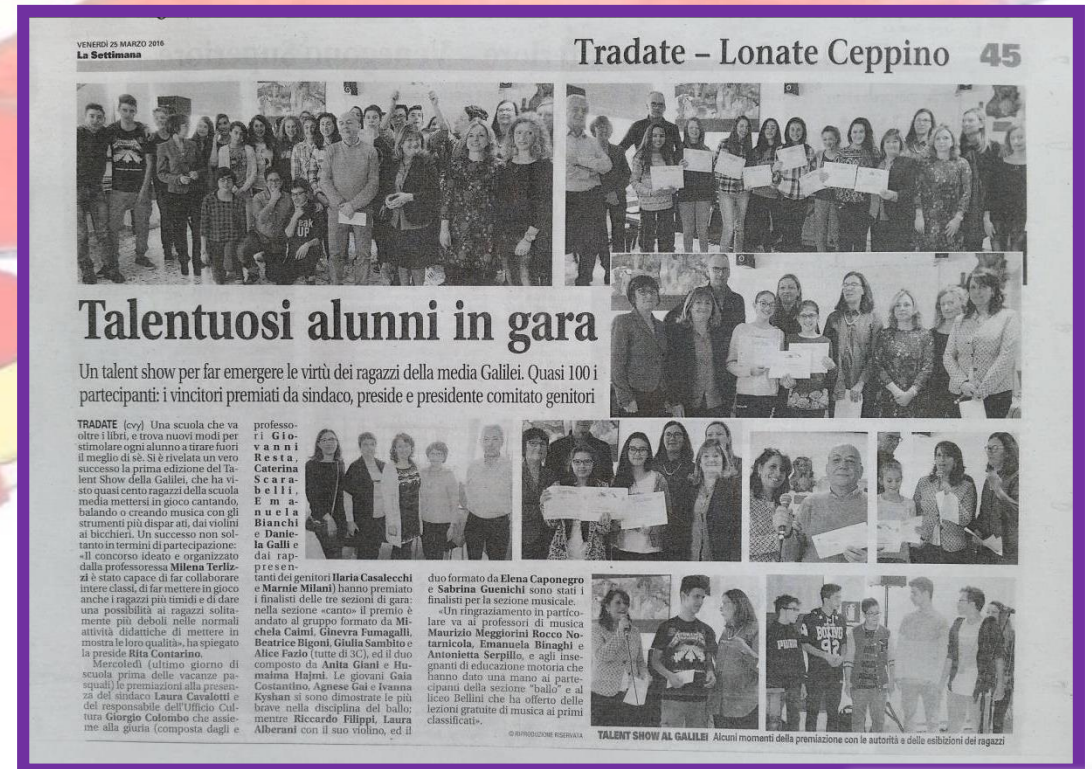 VENERDÌ 25 MARZO 2016
La Settimana
Tradate – Lonate Ceppino 45
Talentuosi alunni in gara
Un talent show per far emergere le virtù dei ragazzi della media Galilei. Quasi 100 i
partecipanti: i vincitori premiati da sindaco, preside e presidente comitato genitori
TRADATE (cvy) Una scuola che va
oltre i libri, e trova nuovi modi per
stimolare ogni alunno a tirare fuori
il meglio di sè. Si è rivelata un vero
successo la prima edizione del Ta-
lent Show della Galilei, che ha vi-
sto quasi cento ragazzi della scuola
media mettersi in gioco cantando,
balando o creando musica con gli
strumenti più dispar ati, dai violini
ai bicchieri. Un successo non sol-
tanto in termini di partecipazione:
«Il concorso ideato e organizzato
dalla professoressa Milena Terliz-
zi è stato capace di far collaborare
intere classi, di far mettere in gioco
anche i ragazzi più timidi e di dare
una possibilità ai ragazzi solita-
mente più deboli nelle normali
attività didattiche di mettere in
mostra le loro qualità», ha spiegato
la preside Rita Contarino.
Mercoledì (ultimo giorno di
scuola prima delle vacanze pa-
squali) le premiazioni alla presen-
za del sindaco Laura Cavalotti e
del responsabile dell'Ufficio Cul-
tura Giorgio Colombo che assie-
me alla giuria (composta dagli e
professo-
ri Gio-
vanni
Resta,
Caterina
Scara-
belli,
Ema-
nuela
Bianchi
e Danie-
la Galli e
dai rap-
presen-
tanti dei genitori Ilaria Casalecchi
e Marnie Milani) hanno premiato
i finalisti delle tre sezioni di gara:
nella sezione «canto» il premio è
andato al gruppo formato da Mi-
chela Caimi, Ginevra Fumagalli,
Beatrice Bigoni, Giulia Sambito e
Alice Fazio (tutte di 3C), ed il duo
composto da Anita Giani e Hu-
maima Hajmi. Le giovani Gaia
Costantino, Agnese Gai e Ivanna
Kyshan si sono dimostrate le più
brave nella disciplina del ballo;
mentre Riccardo Filippi, Laura
Alberani con il suo violino, ed il
duo formato da Elena Caponegro
e Sabrina Guenichi sono stati i
finalisti per la sezione musicale.
«Un ringraziamento in partico-
lare va ai professori di musica
Maurizio Meggiorini Rocco No-
tarnicola, Emanuela Binaghi e
Antonietta Serpillo, e agli inse-
gnanti di educazione motoria che
hanno dato una mano ai parte-
cipanti della sezione "ballo" e al
liceo Bellini che ha offerto delle
lezioni gratuite di musica ai primi
classificati».
© RIPRODUZIONE RISERVATA
TALENT SHOW AL GALILEI Alcuni momenti della premiazione con le autorità e delle esibizioni dei ragazzi
UP
BOXING
92